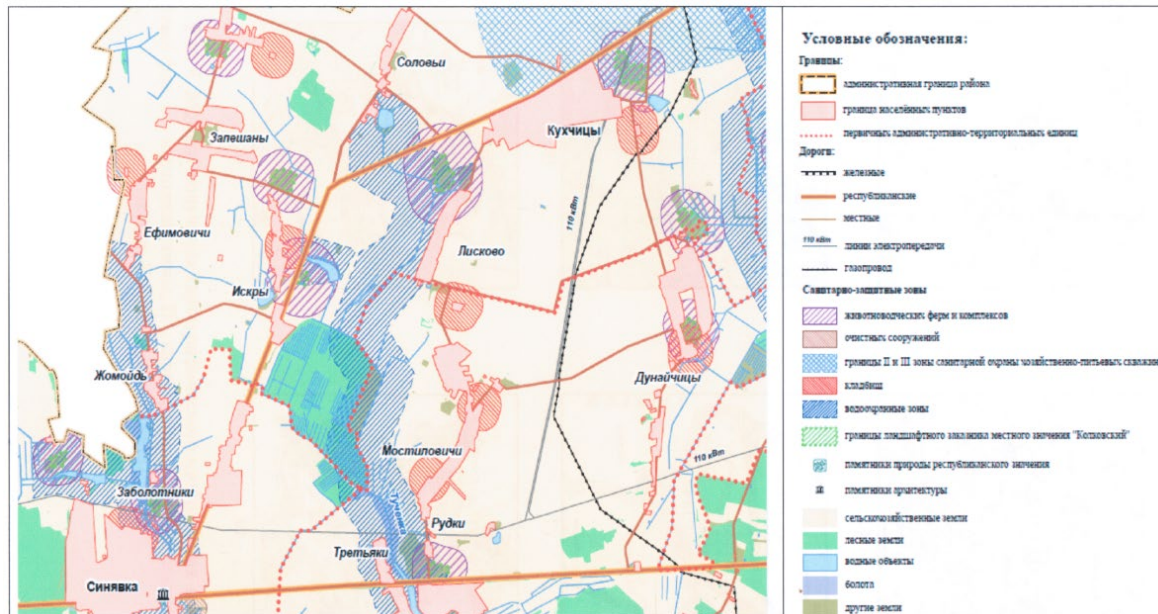 Соловьи
Кухчицы
Запешаны
110 кВт
Ефимовичи
Лисково
Искры
Жомойдь
Дунайчицы
Мостиловичи
110 кВт
Заболотники
Тученка
Рудки
Третьяки
Синявка
Условные обозначения:
Границы:
административная граница района
граница населённых пунктов
первичных административно-территориальных единиц
Дороги:
железные
республиканские
местные
110 кВт
линии электропередачи
газопровод
Санитарно-защитные зоны
животноводческих ферм и комплексов
очистных сооружений
границы II и III зоны санитарной охраны хозяйственно-питьевых скважин
кладбищ
водоохранные зоны
границы ландшафтного заказника местного значения "Колковский"
памятники природы республиканского значения
памятники архитектуры
сельскохозяйственные земли
лесные земли
водные объекты
болота
другие земли